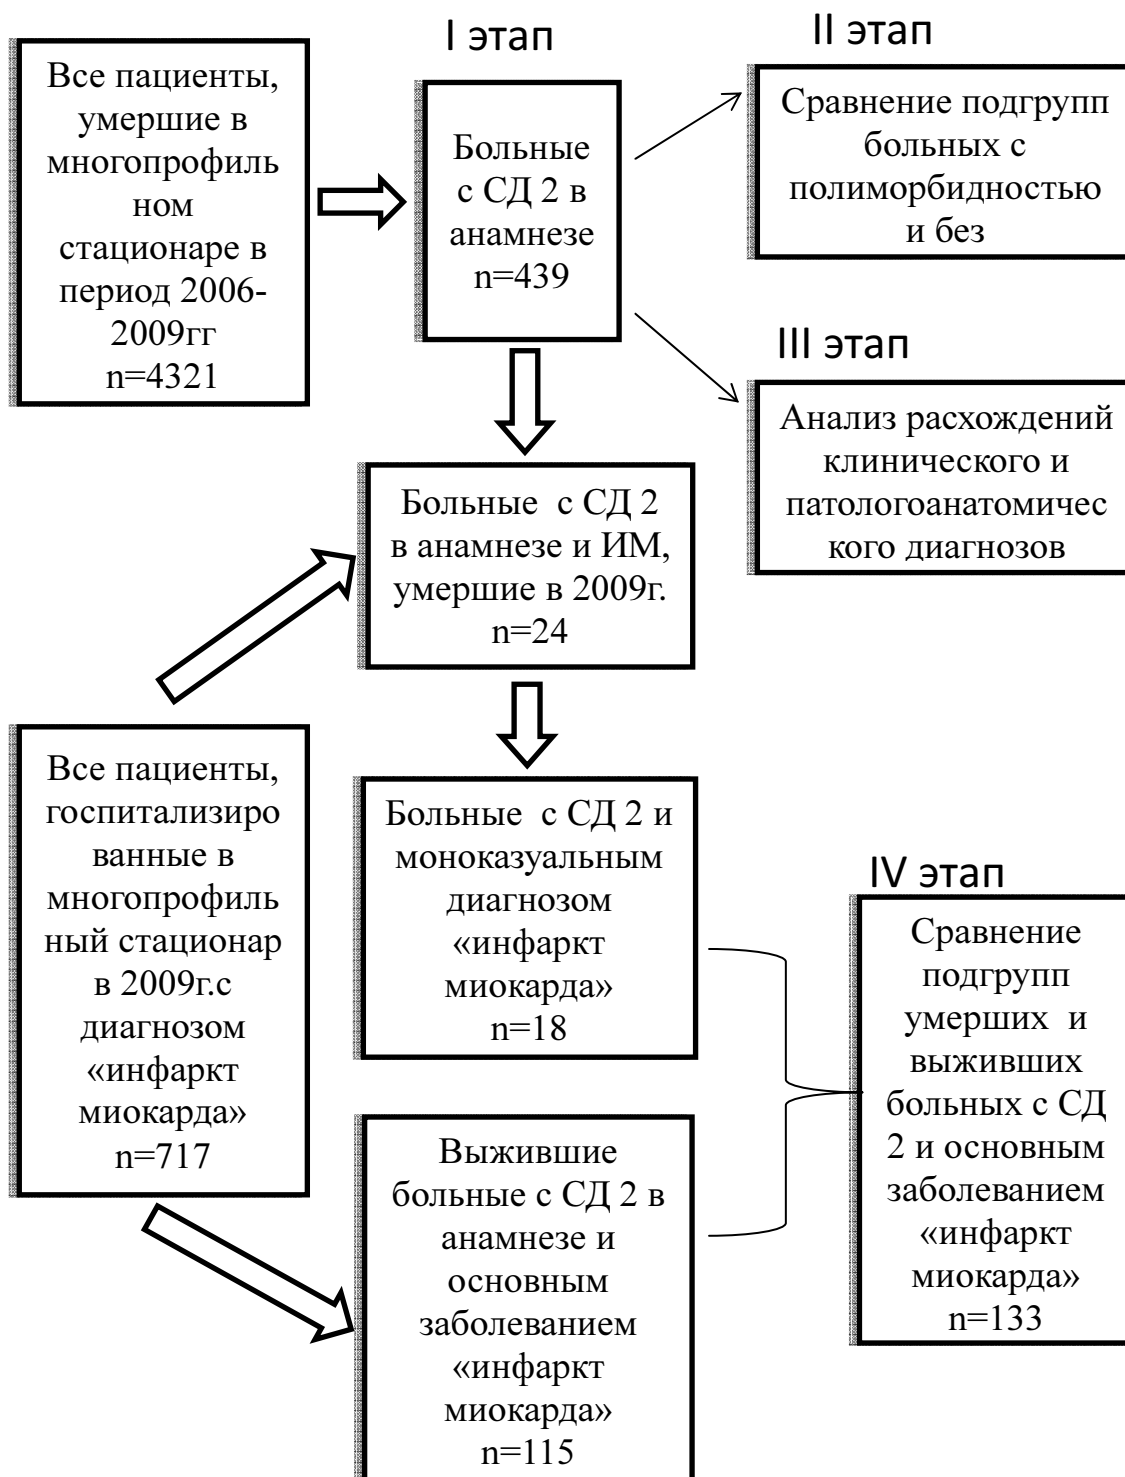 I этап
II этап
Все пациенты,
умершие в
многопрофиль
ном
стационаре в
период 2006-
2009гг
n=4321
Больные
с СД 2 в
анамнезе
n=439
Сравнение подгрупп
больных с
полиморбидностью
и без
III этап
Анализ расхождений
клинического и
патологоанатомичес
кого диагнозов
Больные с СД 2
в анамнезе и ИМ,
умершие в 2009г.
n=24
Все пациенты,
госпитализиро
ванные в
многопрофиль
ный стационар
в 2009г.с
диагнозом
«инфаркт
миокарда»
n=717
Больные с СД 2 и
моноказуальным
диагнозом
«инфаркт
миокарда»
n=18
IV этап
Сравнение
подгрупп
умерших и
выживших
больных с СД
2 и основным
заболеванием
«инфаркт
миокарда»
n=133
Выжившие
больные с СД 2 в
анамнезе и
основным
заболеванием
«инфаркт
миокарда»
n=115